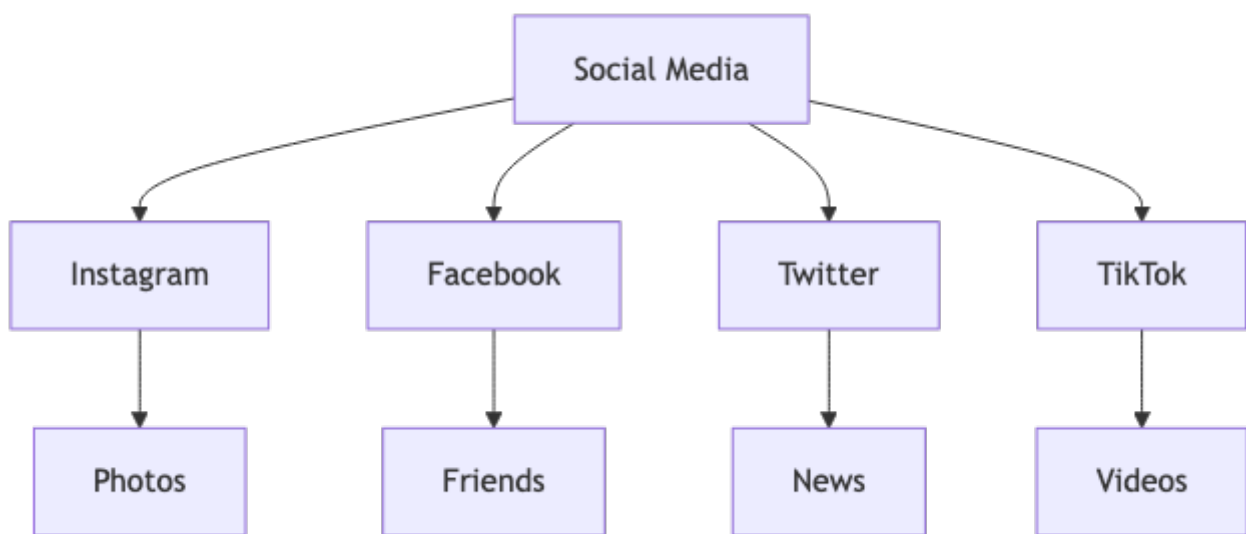 Social Media
Instagram
Facebook
Twitter
TikTok
Photos
Friends
News
Videos